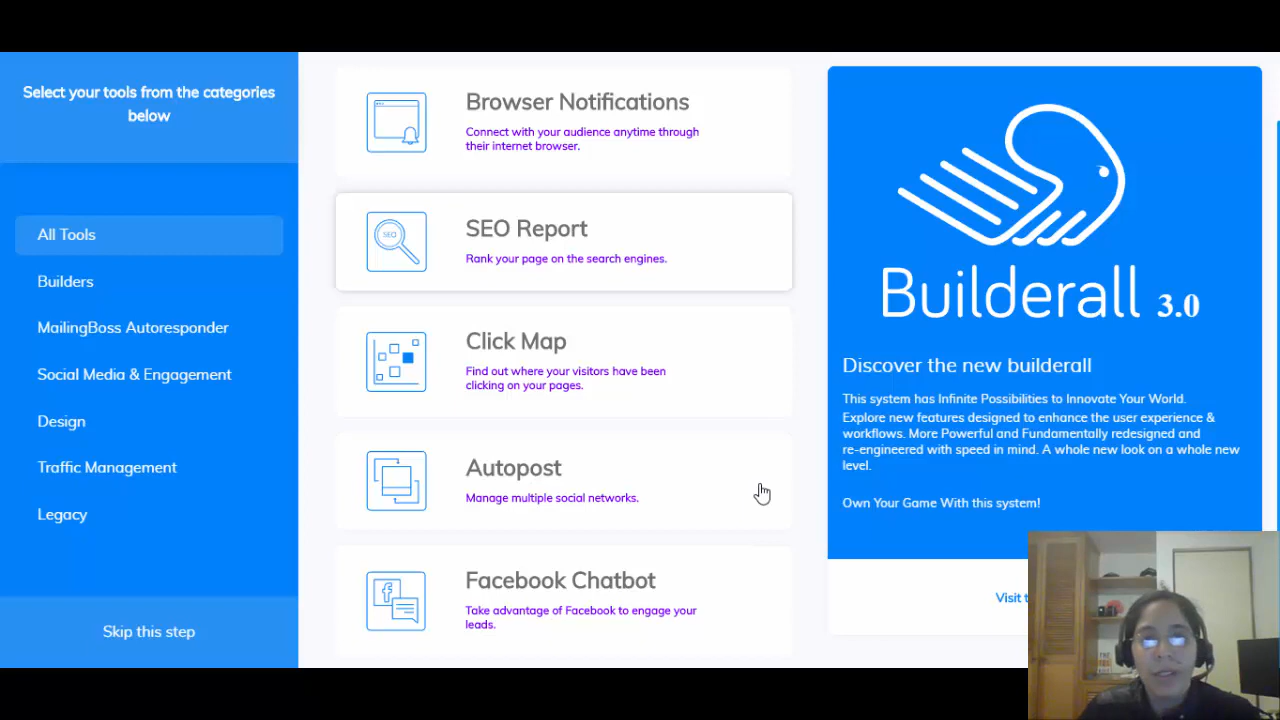 Select your tools from the categories
below
All Tools
Builders
MailingBoss Autoresponder
Social Media & Engagement
Design
Traffic Management
Legacy
Skip this step
Browser Notifications
Connect with your audience anytime through
their internet browser.
SEO
SEO Report
Rank your page on the search engines.
Click Map
Find out where your visitors have been
clicking on your pages.
Autopost
Manage multiple social networks.
Facebook Chatbot
Take advantage of Facebook to engage your
leads.
Builderall 3.0
Discover the new builderall
This system has Infinite Possibilities to Innovate Your World.
Explore new features designed to enhance the user experience &
workflows. More Powerful and Fundamentally redesigned and
re-engineered with speed in mind. A whole new look on a whole new
level.
Own Your Game With this system!
Visit